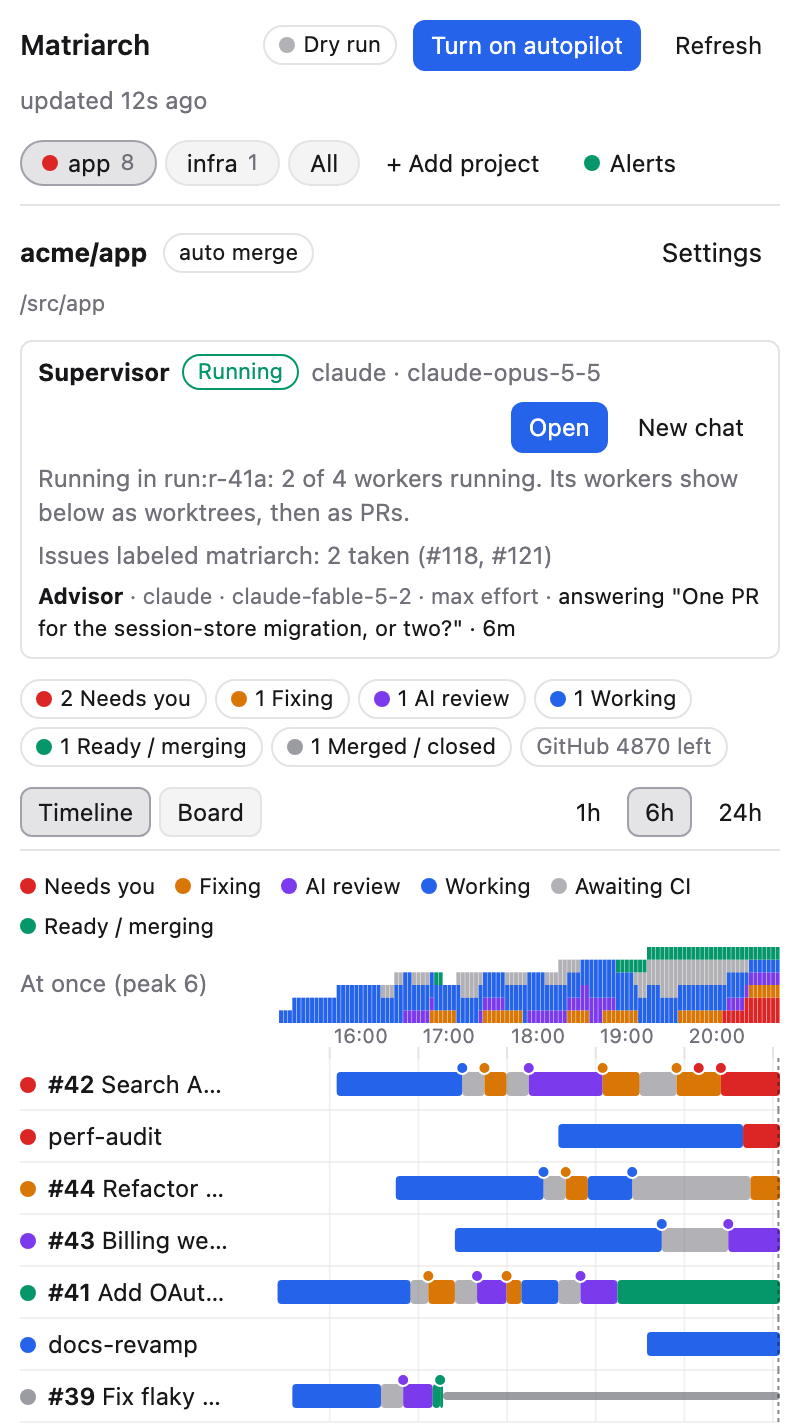 Matriarch Dry run Turn on autopilot Refresh
updated 12s ago
app 8 infra 1 All + Add project Alerts
acme/app auto merge Settings
/src/app
Supervisor Running claude · claude-opus-5-5
Open New chat
Running in run:r-41a: 2 of 4 workers running. Its workers show
below as worktrees, then as PRs.
Issues labeled matriarch: 2 taken (#118, #121)
Advisor · claude · claude-fable-5-2 · max effort · answering "One PR
for the session-store migration, or two?" · 6m
2 Needs you 1 Fixing 1 AI review 1 Working
1 Ready / merging 1 Merged / closed GitHub 4870 left
Timeline Board 1h 6h 24h
Needs you Fixing AI review Working Awaiting CI
Ready / merging
At once (peak 6)
16:00 17:00 18:00 19:00 20:00
#42 Search A...
perf-audit
#44 Refactor ...
#43 Billing we...
#41 Add OAut...
docs-revamp
#39 Fix flaky ...